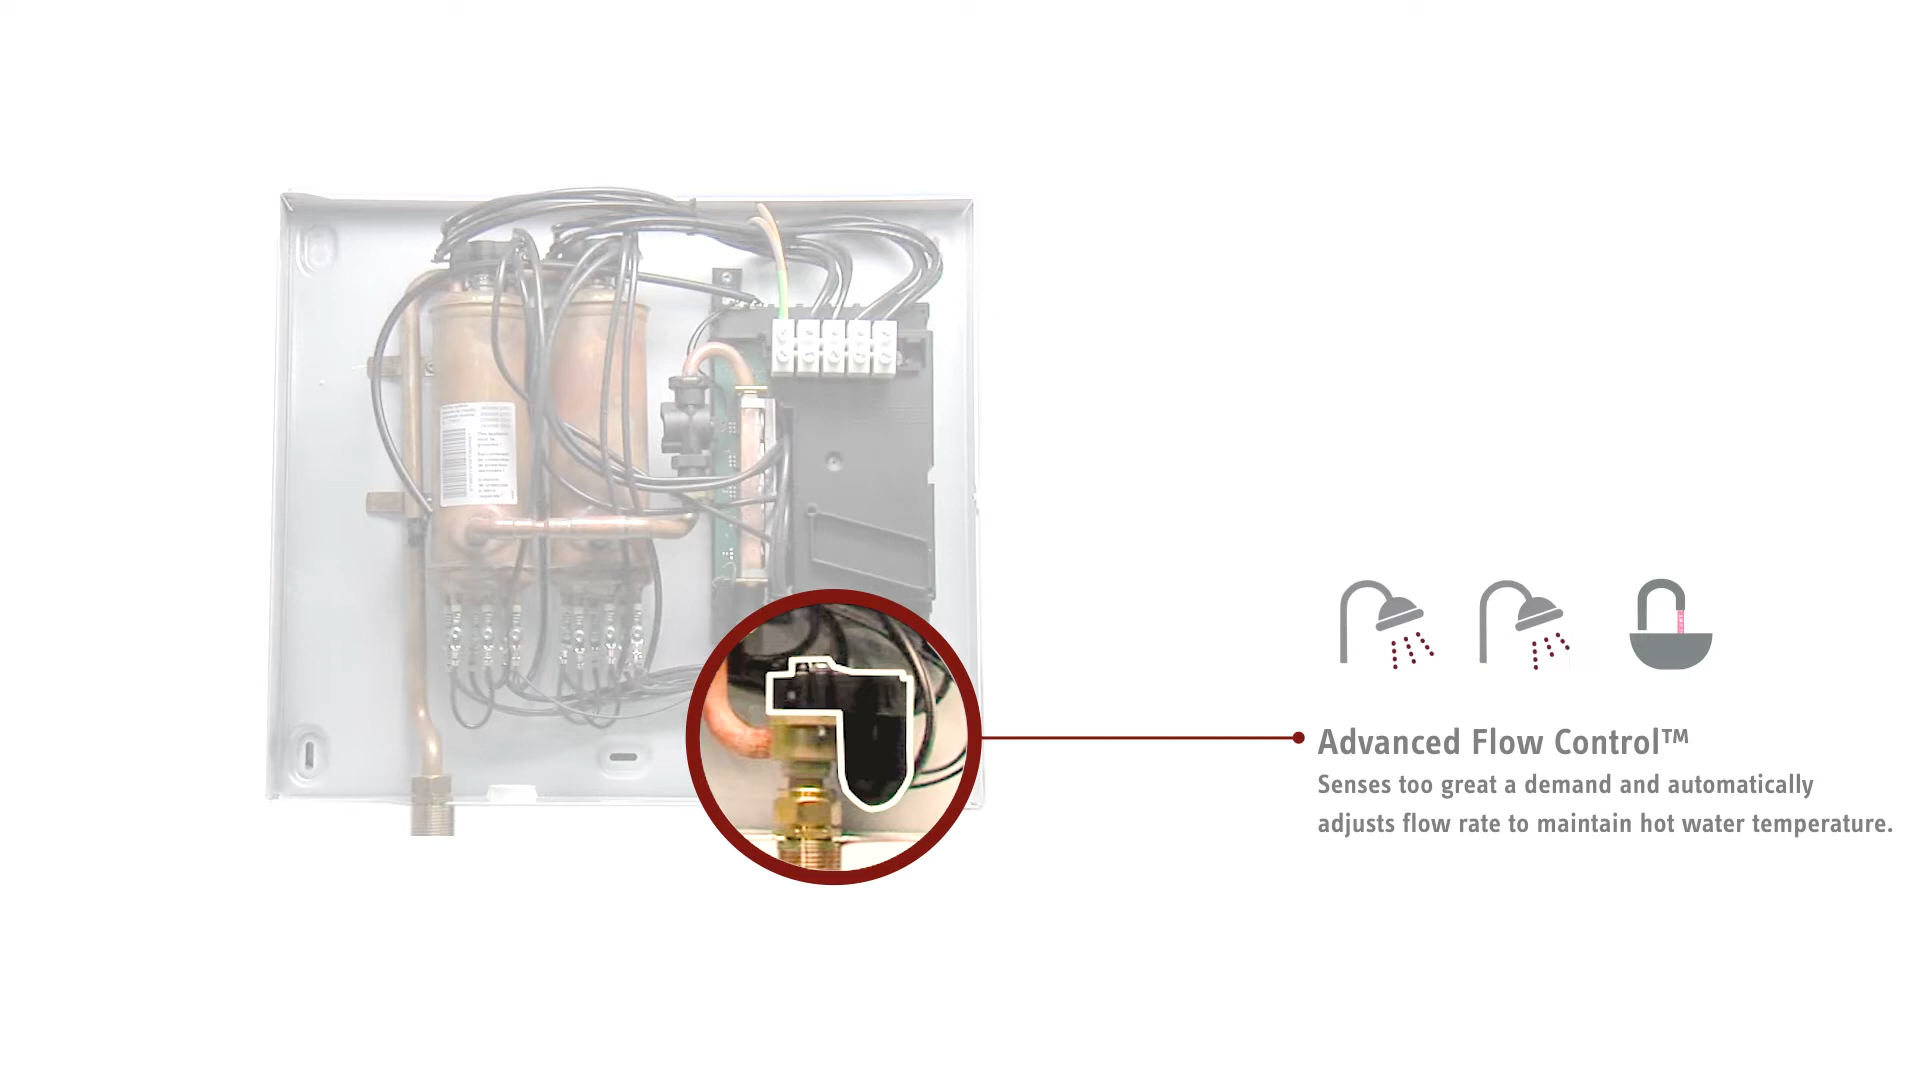 Advanced Flow Control™
Senses too great a demand and automatically
adjusts flow rate to maintain hot water temperature.